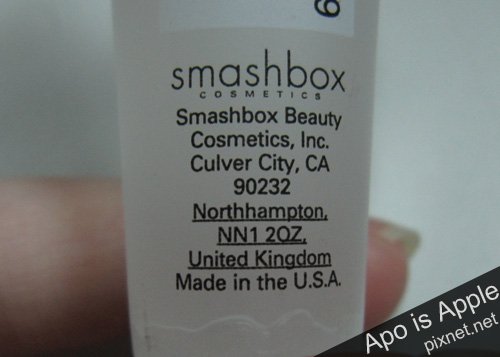 6
smashbox
COSMETICS
Smashbox Beauty
Cosmetics, Inc.
Culver City, CA
90232
Northhampton,
NN1 2QZ,
United Kingdom
Made in the U.S.A.
Apo is Apple
pixnet.net